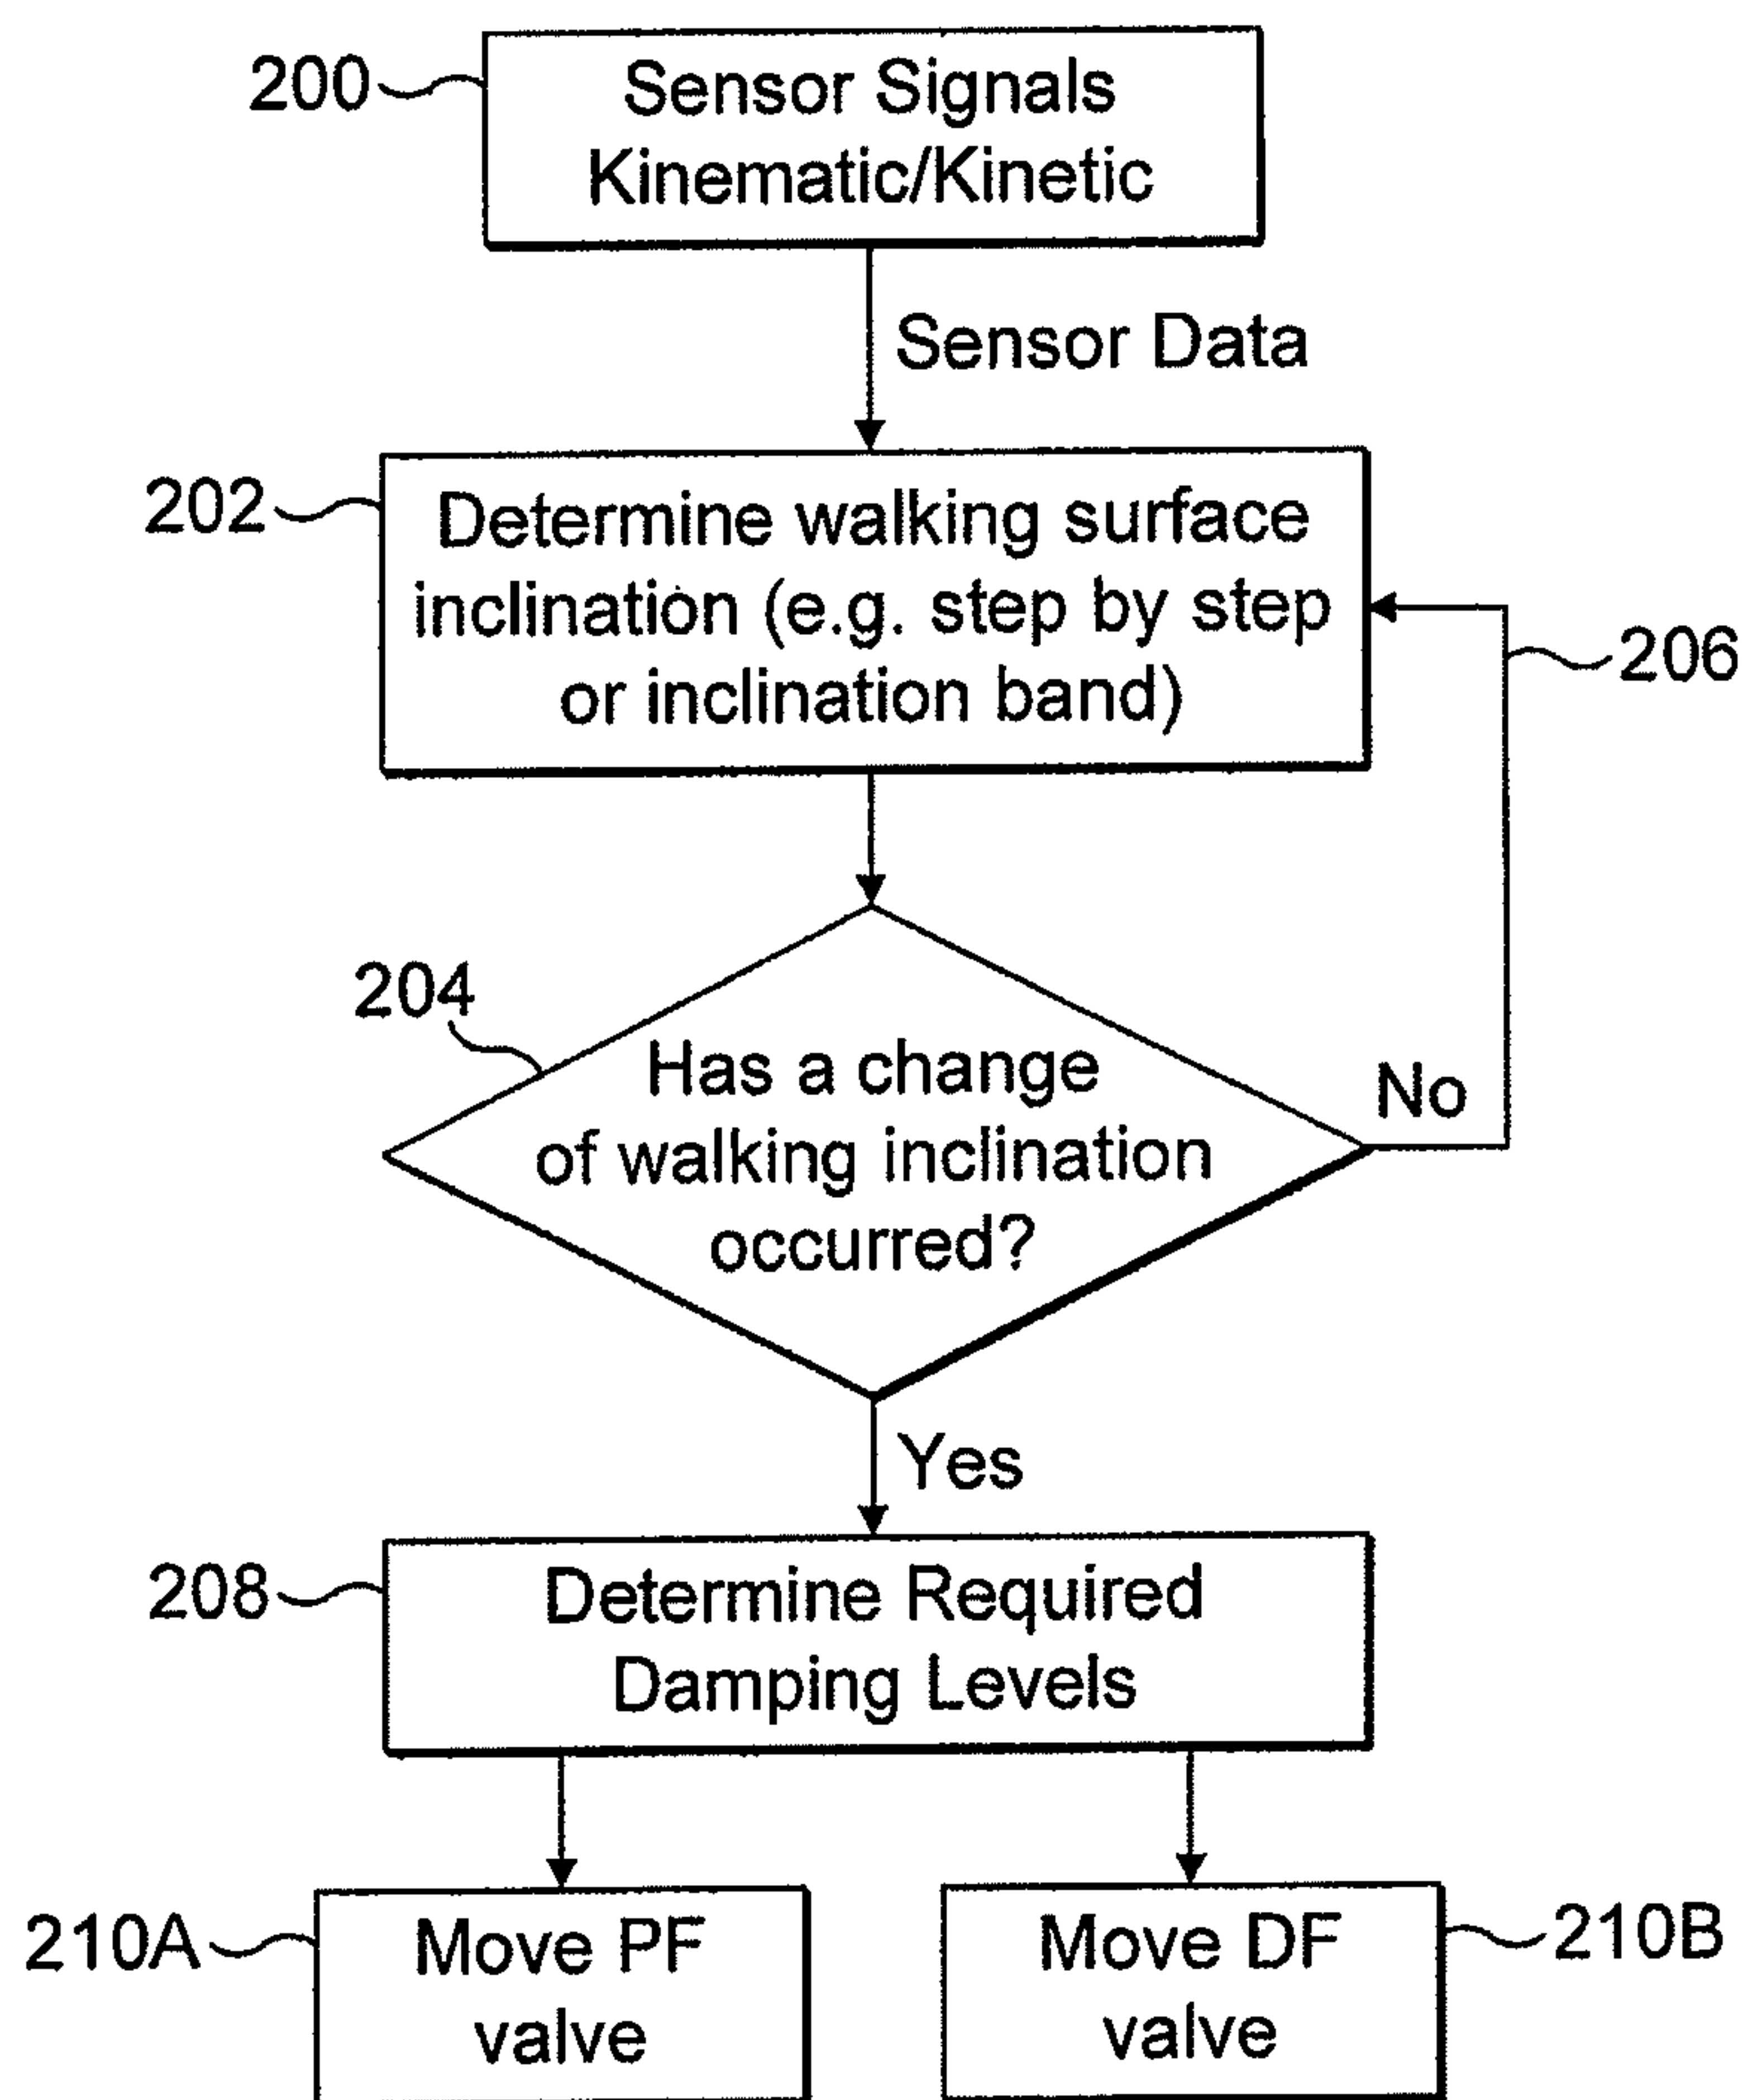 200
Sensor Signals
Kinematic/Kinetic
Sensor Data
202
Determine walking surface
inclination (e.g. step by step
or inclination band)
206
204
Has a change
of walking inclination
occurred?
No
Yes
208
Determine Required
Damping Levels
210A
Move PF
valve
Move DF
valve
210B